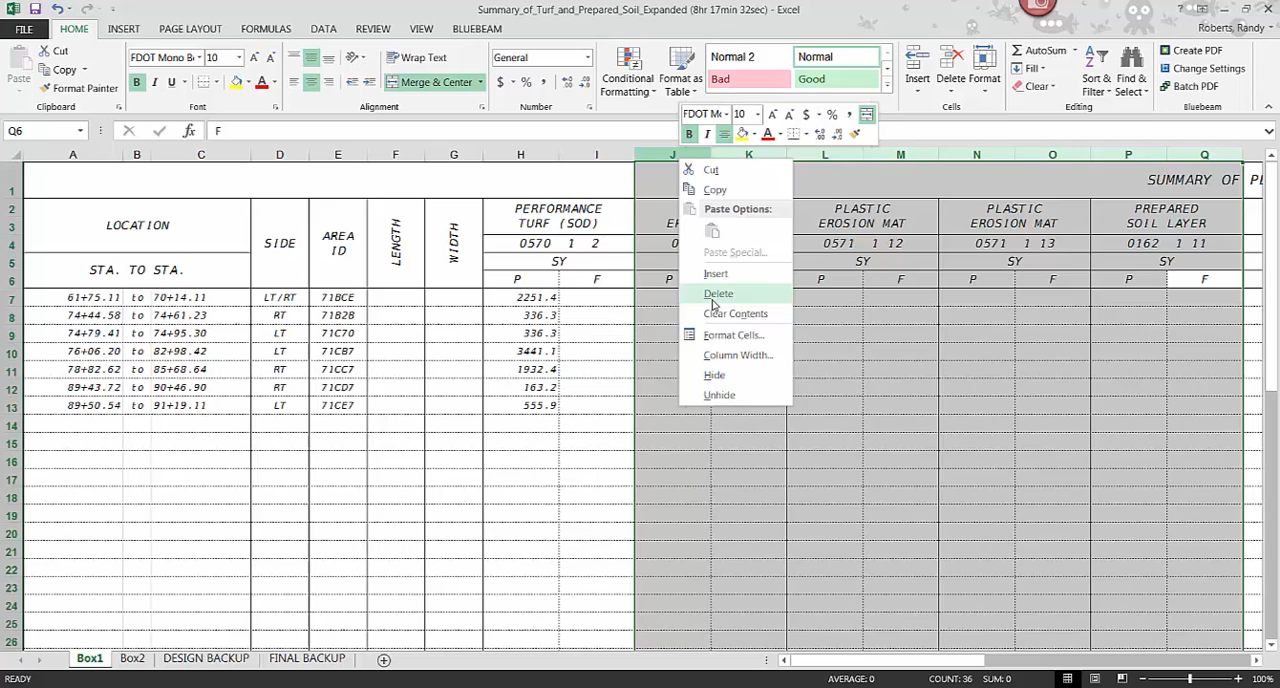 Summary_of_Turf_and_Prepared_Soil_Expanded (8hr 17min 32sec) - Excel
FILE HOME INSERT PAGE LAYOUT FORMULAS DATA REVIEW VIEW BLUEBEAM Roberts, Randy
Paste Cut Copy Format Painter Clipboard
FDOT Mono Be 10 B I U Font
Wrap Text Merge & Center Alignment
General $ % , Number
Conditional Formatting Format as Table Normal 2 Normal Bad Good
Insert Delete Format Cells
AutoSum Fill Clear Sort & Filter Find & Select Editing
Create PDF Change Settings Batch PDF Bluebeam
FDOT Mc 10 $ % ,
B I A
Q6 fx F
A B C D E F G H I J K L M N O P Q
1 SUMMARY OF PE
2 LOCATION SIDE AREA ID LENGTH WIDTH PERFORMANCE TURF (SOD) PLASTIC EROSION MAT PLASTIC EROSION MAT PREPARED SOIL LAYER
3
4 0570 1 2 0571 1 12 0571 1 13 0162 1 11
5 STA. TO STA. SY SY SY SY
6 P F P P F P F P F
7 61+75.11 to 70+14.11 LT/RT 71BCE 2251.4
8 74+44.58 to 74+61.23 RT 71B2B 336.3
9 74+79.41 to 74+95.30 LT 71C70 336.3
10 76+06.20 to 82+98.42 LT 71CB7 3441.1
11 78+82.62 to 85+68.64 RT 71CC7 1932.4
12 89+43.72 to 90+46.90 RT 71CD7 163.2
13 89+50.54 to 91+19.11 LT 71CE7 555.9
14
15
16
17
18
19
20
21
22
23
24
25
26
Cut
Copy
Paste Options:
Paste Special...
Insert
Delete
Clear Contents
Format Cells...
Column Width...
Hide
Unhide
Box1 Box2 DESIGN BACKUP FINAL BACKUP
READY AVERAGE: 0 COUNT: 36 SUM: 0 100%